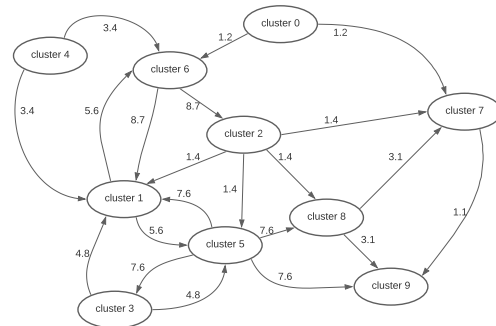 cluster 0
3.4
cluster 4
1.2
1.2
cluster 6
3.4
5.6
8.7
8.7
cluster 7
cluster 2
1.4
1.4
1.4
3.1
1.4
cluster 1
7.6
cluster 8
1.1
5.6
7.6
cluster 5
3.1
4.8
7.6
7.6
cluster 9
4.8
cluster 3